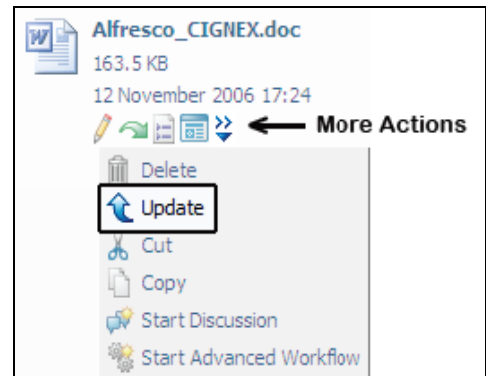 Alfresco_CIGNEX.doc
163.5 KB
12 November 2006 17:24
More Actions
Delete
Update
Cut
Copy
Start Discussion
Start Advanced Workflow